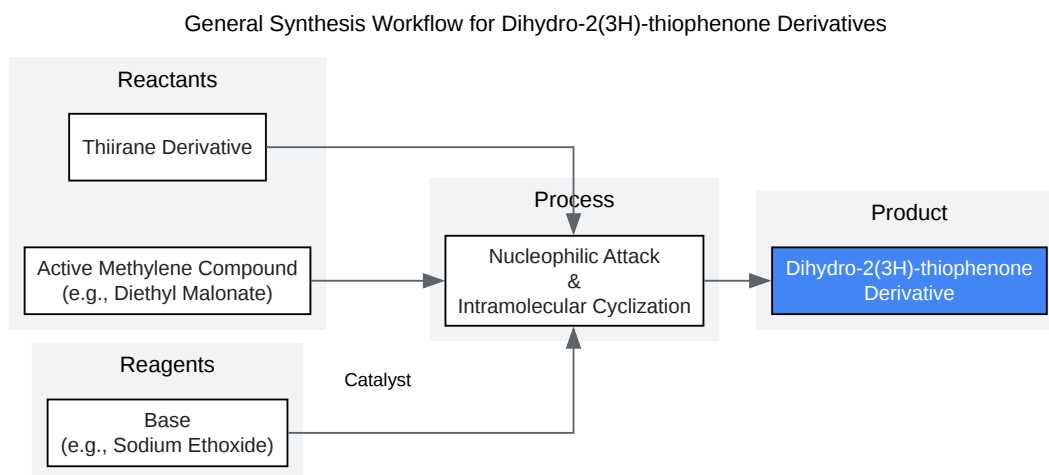 General Synthesis Workflow for Dihydro-2(3H)-thiophenone Derivatives
Reactants
Thiirane Derivative
Active Methylene Compound
(e.g., Diethyl Malonate)
Reagents
Base
(e.g., Sodium Ethoxide)
Catalyst
Process
Nucleophilic Attack
&
Intramolecular Cyclization
Product
Dihydro-2(3H)-thiophenone
Derivative